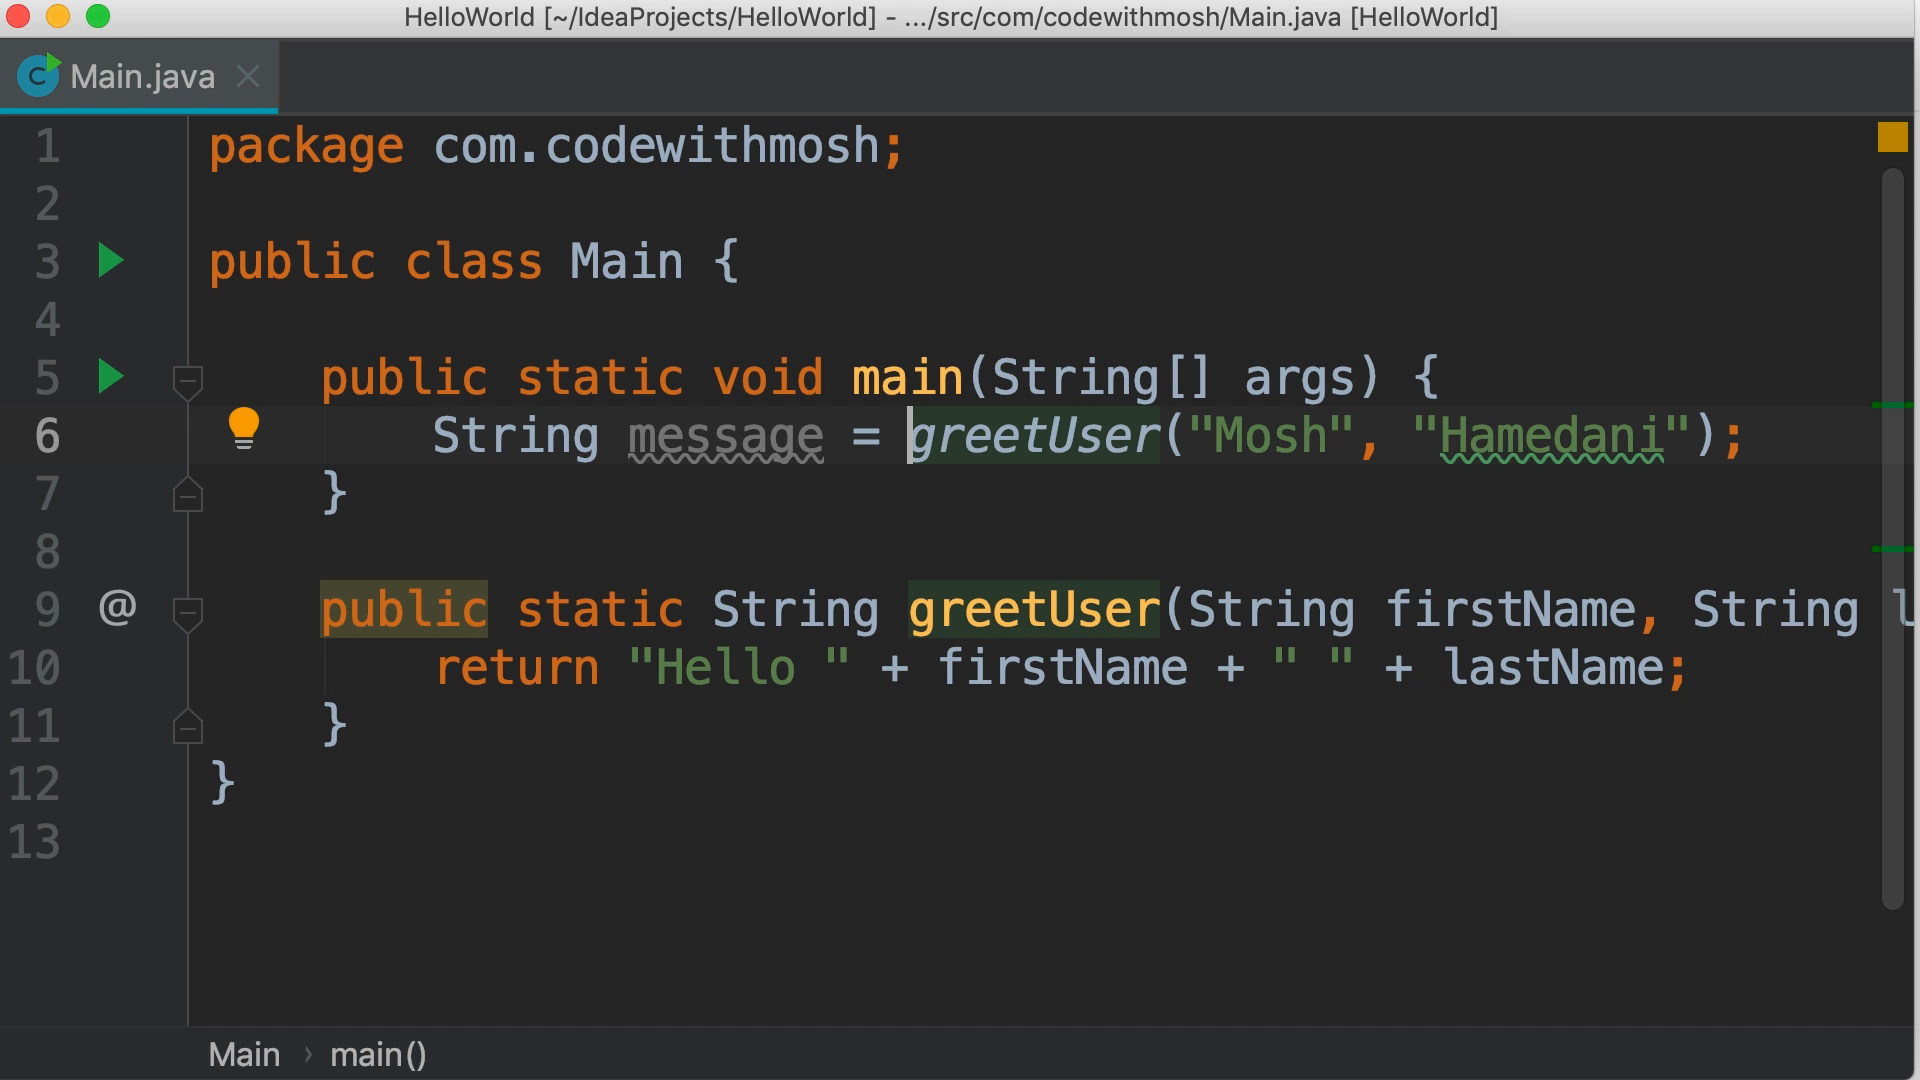 HelloWorld [~/IdeaProjects/HelloWorld] - .../src/com/codewithmosh/Main.java [HelloWorld]
Main.java
1 package com.codewithmosh;
2
3 public class Main {
4
5 public static void main(String[] args) {
6 String message = greetUser("Mosh", "Hamedani");
7 }
8
9 @ public static String greetUser(String firstName, String l
10 return "Hello " + firstName + " " + lastName;
11 }
12 }
13
Main › main()